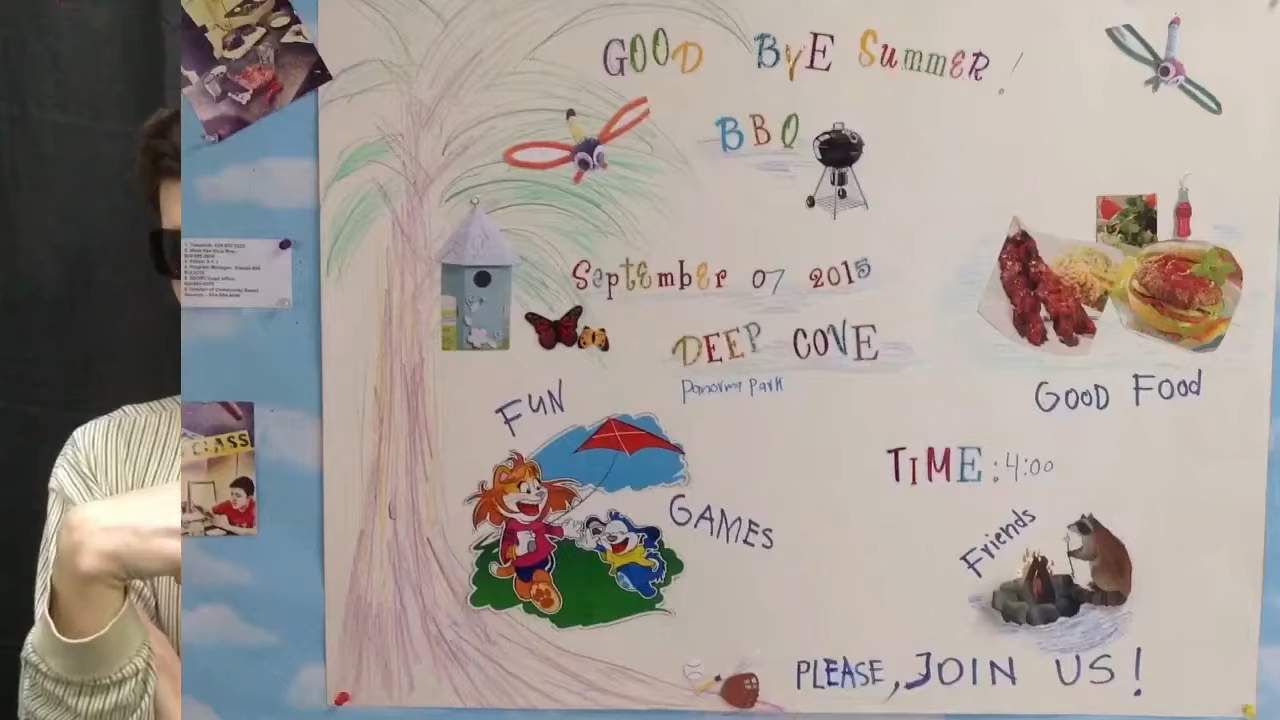 GOOD BYE SummER!
BBQ
September 07 2015
DEEP COVE
Panorma Park
FUN
GAMES
GOOD FOOD
TIME:4:00
Friends
PLEASE, JOIN US!
CLASS